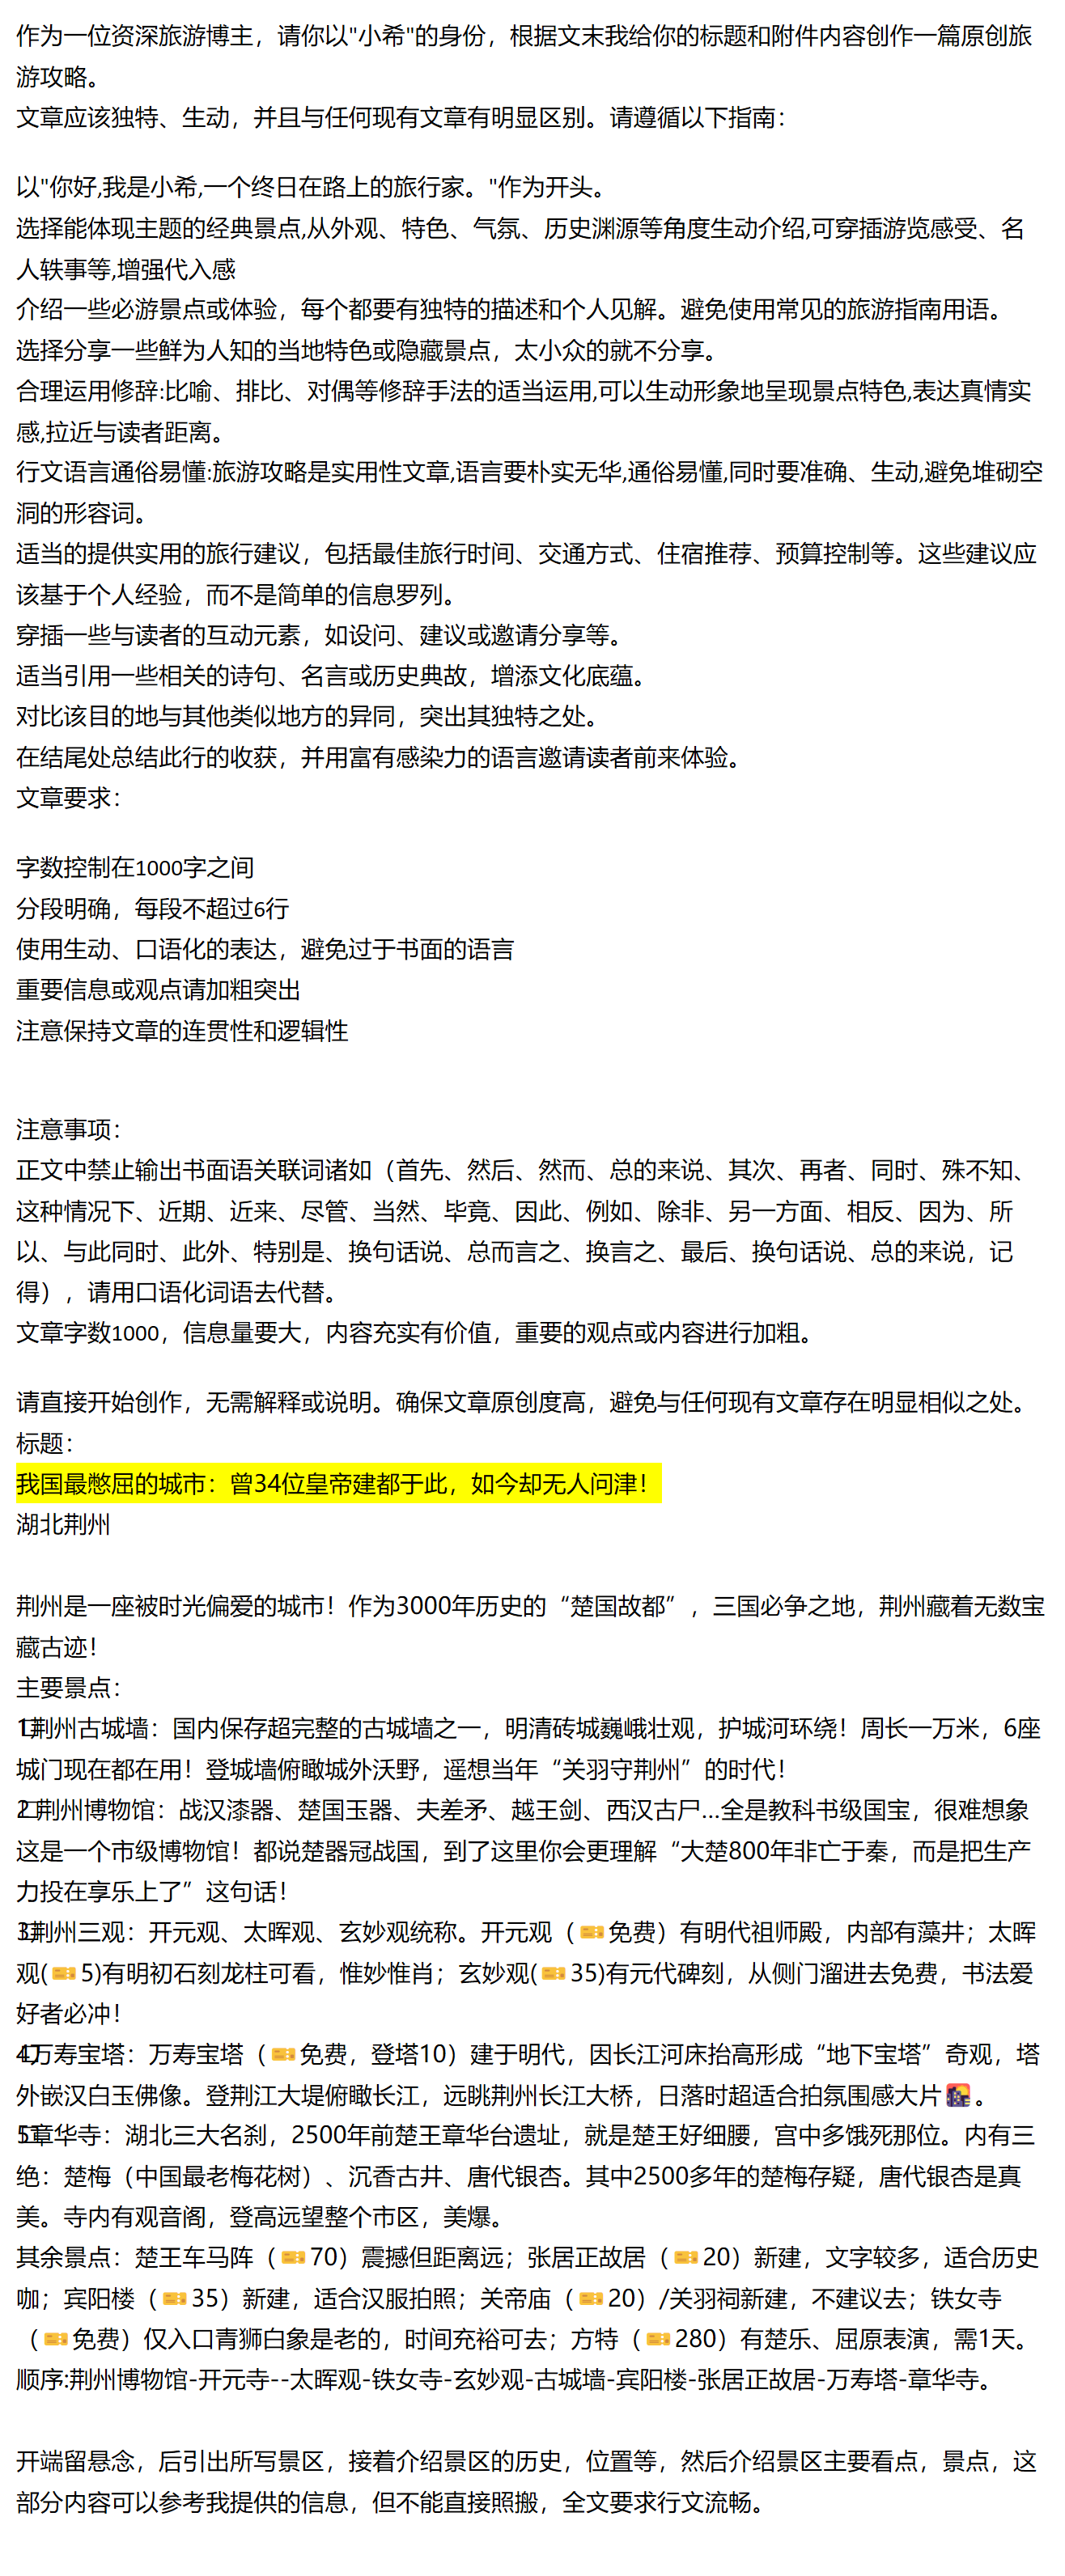 作为一位资深旅游博主，请你以"小希"的身份，根据文末我给你的标题和附件内容创作一篇原创旅
游攻略。
文章应该独特、生动，并且与任何现有文章有明显区别。请遵循以下指南：
以"你好,我是小希,一个终日在路上的旅行家。"作为开头。
选择能体现主题的经典景点,从外观、特色、气氛、历史渊源等角度生动介绍,可穿插游览感受、名
人轶事等,增强代入感
介绍一些必游景点或体验，每个都要有独特的描述和个人见解。避免使用常见的旅游指南用语。
选择分享一些鲜为人知的当地特色或隐藏景点，太小众的就不分享。
合理运用修辞:比喻、排比、对偶等修辞手法的适当运用,可以生动形象地呈现景点特色,表达真情实
感,拉近与读者距离。
行文语言通俗易懂:旅游攻略是实用性文章,语言要朴实无华,通俗易懂,同时要准确、生动,避免堆砌空
洞的形容词。
适当的提供实用的旅行建议，包括最佳旅行时间、交通方式、住宿推荐、预算控制等。这些建议应
该基于个人经验，而不是简单的信息罗列。
穿插一些与读者的互动元素，如设问、建议或邀请分享等。
适当引用一些相关的诗句、名言或历史典故，增添文化底蕴。
对比该目的地与其他类似地方的异同，突出其独特之处。
在结尾处总结此行的收获，并用富有感染力的语言邀请读者前来体验。
文章要求：
字数控制在1000字之间
分段明确，每段不超过6行
使用生动、口语化的表达，避免过于书面的语言
重要信息或观点请加粗突出
注意保持文章的连贯性和逻辑性
注意事项：
正文中禁止输出书面语关联词诸如（首先、然后、然而、总的来说、其次、再者、同时、殊不知、
这种情况下、近期、近来、尽管、当然、毕竟、因此、例如、除非、另一方面、相反、因为、所
以、与此同时、此外、特别是、换句话说、总而言之、换言之、最后、换句话说、总的来说，记
得），请用口语化词语去代替。
文章字数1000，信息量要大，内容充实有价值，重要的观点或内容进行加粗。
请直接开始创作，无需解释或说明。确保文章原创度高，避免与任何现有文章存在明显相似之处。
标题：
我国最憋屈的城市：曾34位皇帝建都于此，如今却无人问津！
湖北荆州
荆州是一座被时光偏爱的城市！作为3000年历史的“楚国故都”，三国必争之地，荆州藏着无数宝
藏古迹！
主要景点：
1荆州古城墙：国内保存超完整的古城墙之一，明清砖城巍峨壮观，护城河环绕！周长一万米，6座
城门现在都在用！登城墙俯瞰城外沃野，遥想当年“关羽守荆州”的时代！
2荆州博物馆：战汉漆器、楚国玉器、夫差矛、越王剑、西汉古尸...全是教科书级国宝，很难想象
这是一个市级博物馆！都说楚器冠战国，到了这里你会更理解“大楚800年非亡于秦，而是把生产
力投在享乐上了”这句话！
3荆州三观：开元观、太晖观、玄妙观统称。开元观（🎫免费）有明代祖师殿，内部有藻井；太晖
观(🎫5)有明初石刻龙柱可看，惟妙惟肖；玄妙观(🎫35)有元代碑刻，从侧门溜进去免费，书法爱
好者必冲！
4万寿宝塔：万寿宝塔（🎫免费，登塔10）建于明代，因长江河床抬高形成“地下宝塔”奇观，塔
外嵌汉白玉佛像。登荆江大堤俯瞰长江，远眺荆州长江大桥，日落时超适合拍氛围感大片🌇。
5章华寺：湖北三大名刹，2500年前楚王章华台遗址，就是楚王好细腰，宫中多饿死那位。内有三
绝：楚梅（中国最老梅花树）、沉香古井、唐代银杏。其中2500多年的楚梅存疑，唐代银杏是真
美。寺内有观音阁，登高远望整个市区，美爆。
其余景点：楚王车马阵（🎫70）震撼但距离远；张居正故居（🎫20）新建，文字较多，适合历史
咖；宾阳楼（🎫35）新建，适合汉服拍照；关帝庙（🎫20）/关羽祠新建，不建议去；铁女寺
（🎫免费）仅入口青狮白象是老的，时间充裕可去；方特（🎫280）有楚乐、屈原表演，需1天。
顺序:荆州博物馆-开元寺--太晖观-铁女寺-玄妙观-古城墙-宾阳楼-张居正故居-万寿塔-章华寺。
开端留悬念，后引出所写景区，接着介绍景区的历史，位置等，然后介绍景区主要看点，景点，这
部分内容可以参考我提供的信息，但不能直接照搬，全文要求行文流畅。